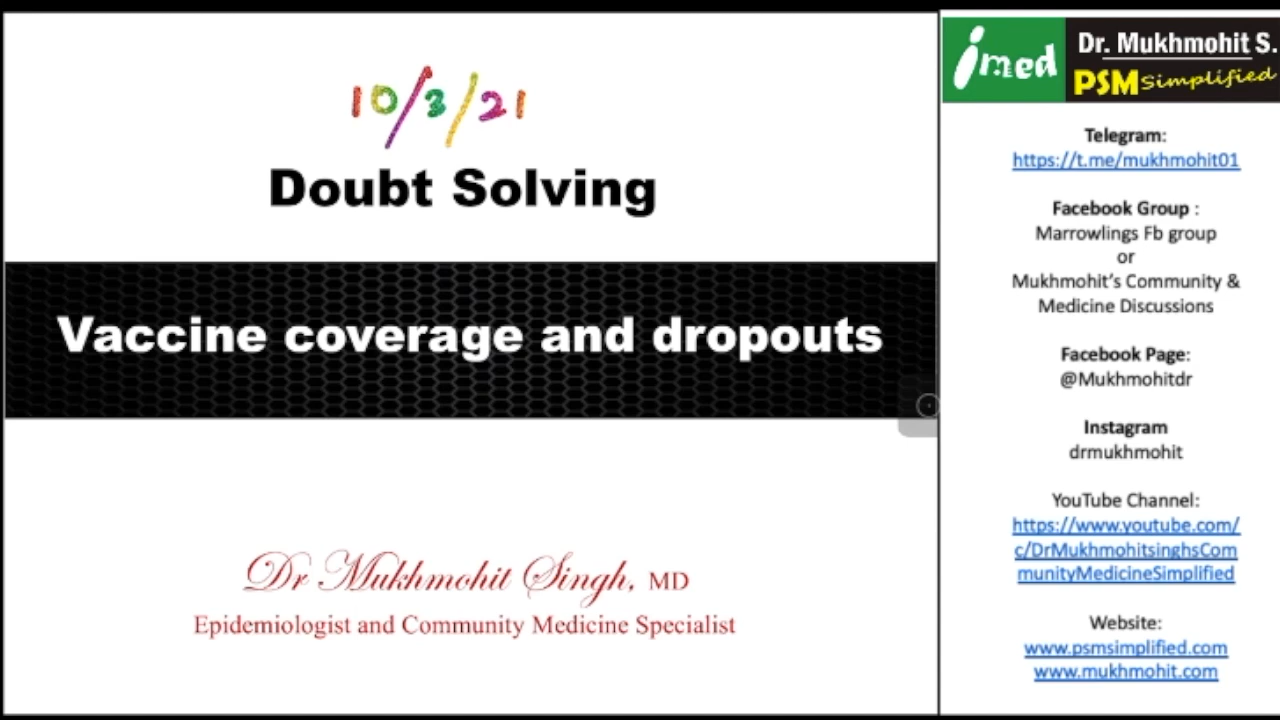 10/3/21
Doubt Solving
Vaccine coverage and dropouts
Dr Mukhmohit Singh, MD
Epidemiologist and Community Medicine Specialist
imed
Dr. Mukhmohit S.
PSM Simplified
Telegram:
https://t.me/mukhmohit01
Facebook Group :
Marrowlings Fb group
or
Mukhmohit's Community &
Medicine Discussions
Facebook Page:
@Mukhmohitdr
Instagram
drmukhmohit
YouTube Channel:
https://www.youtube.com/
c/DrMukhmohitsinghsCom
munityMedicineSimplified
Website:
www.psmsimplified.com
www.mukhmohit.com